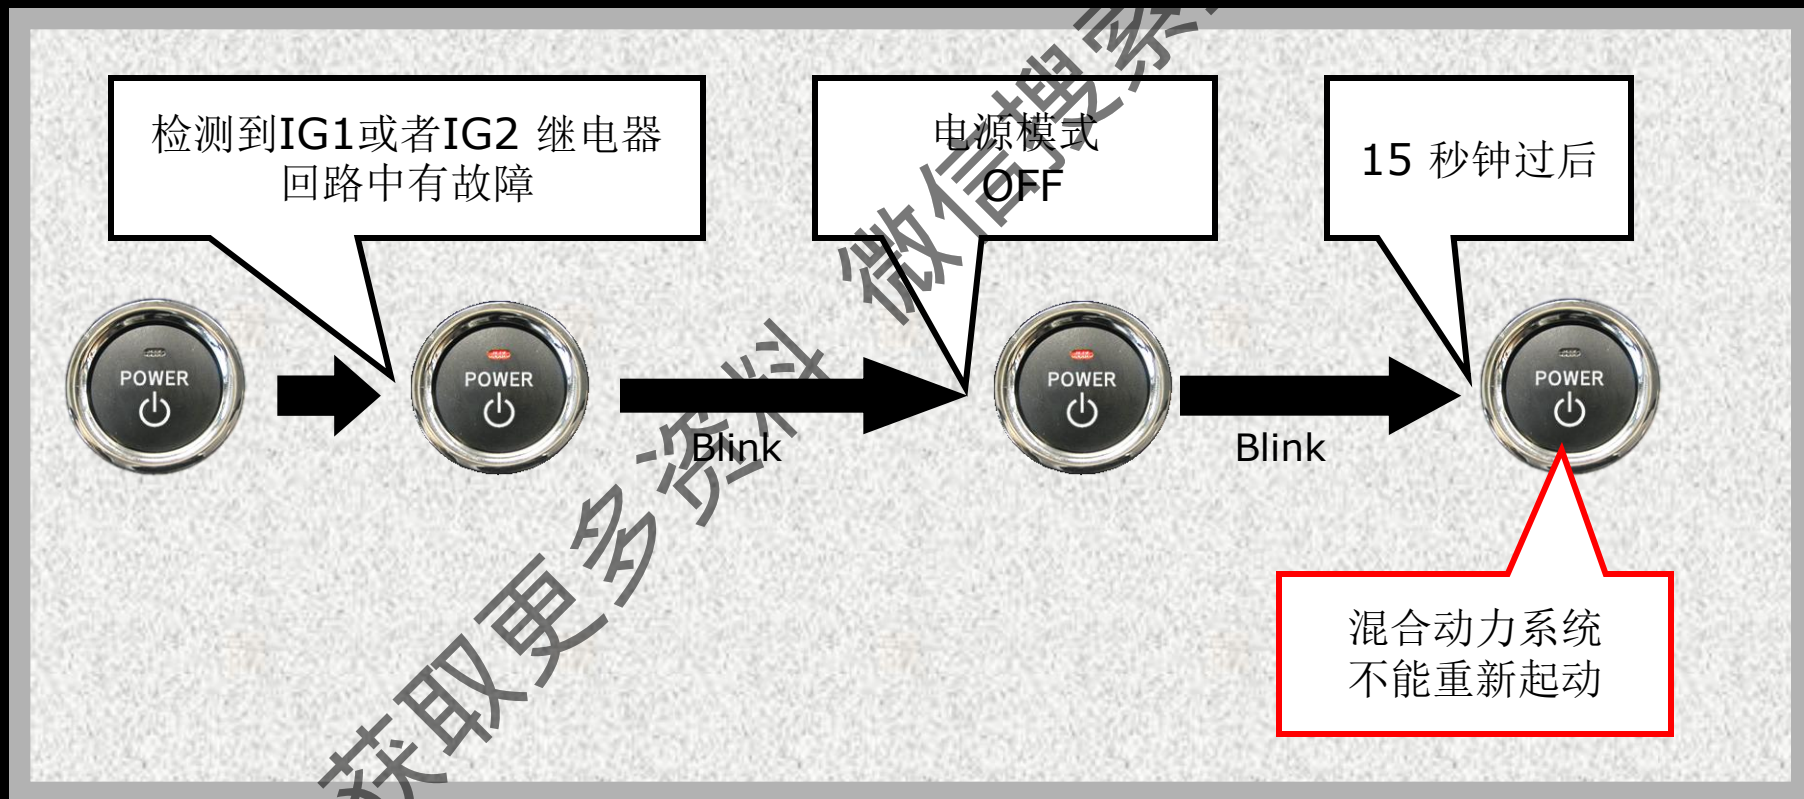 检测到IG1或者IG2 继电器
回路中有故障
电源模式
OFF
15 秒钟过后
POWER
POWER
POWER
POWER
Blink
Blink
混合动力系统
不能重新起动
获取更多资料 微信搜索